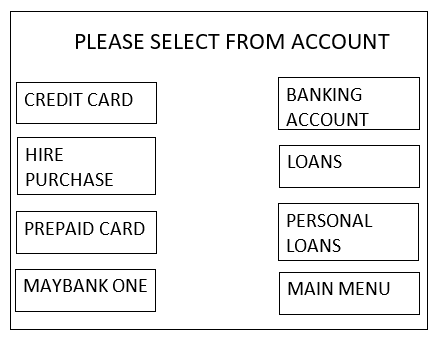 PLEASE SELECT FROM ACCOUNT
CREDIT CARD
BANKING
ACCOUNT
HIRE
PURCHASE
LOANS
PREPAID CARD
PERSONAL
LOANS
MAYBANK ONE
MAIN MENU